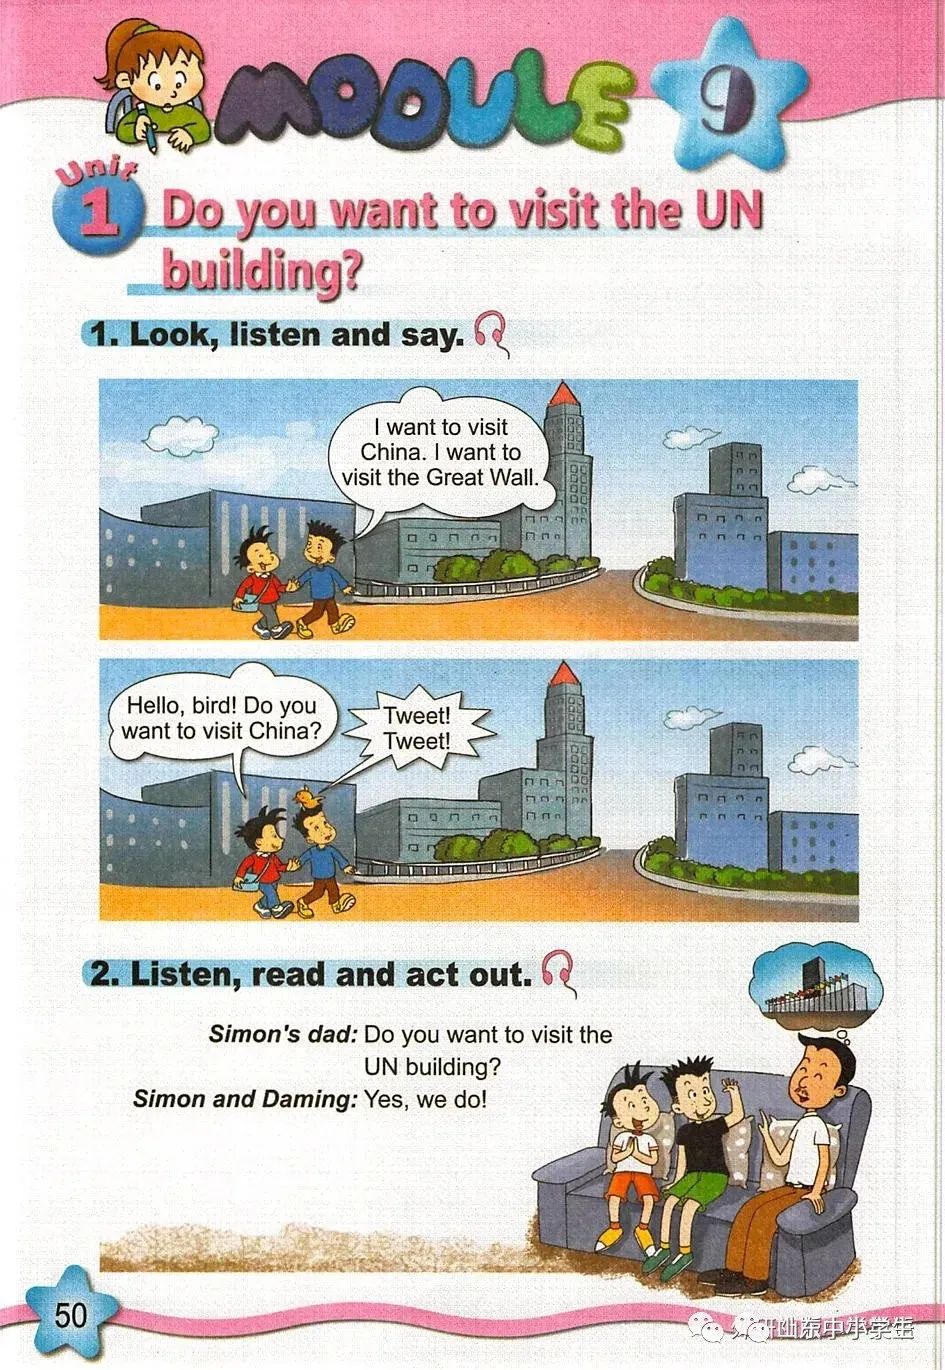 MODULE 9
Unit
1
Do you want to visit the UN
building?
1. Look, listen and say.
I want to visit
China. I want to
visit the Great Wall.
Hello, bird! Do you
want to visit China?
Tweet!
Tweet!
2. Listen, read and act out.
Simon's dad: Do you want to visit the
UN building?
Simon and Daming: Yes, we do!
50